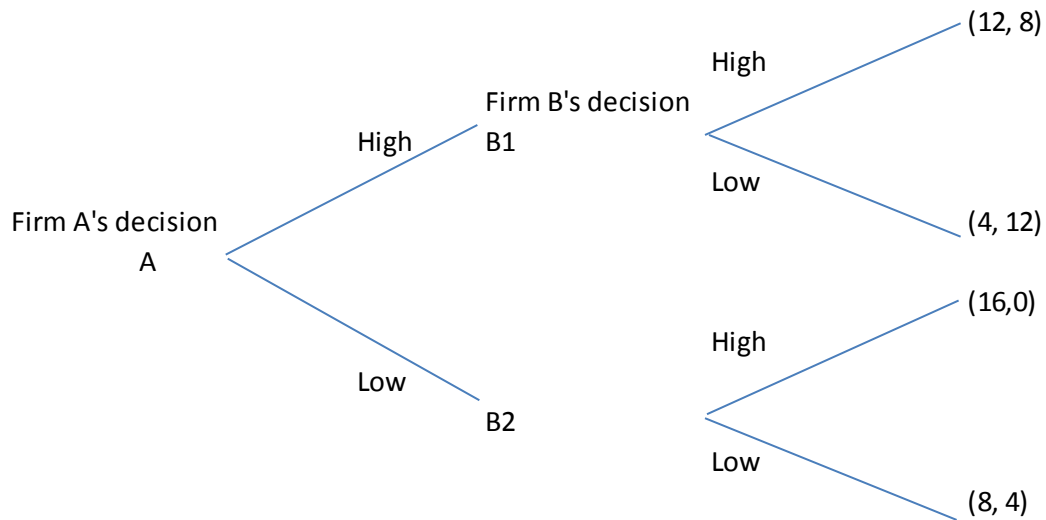 (12, 8)
High
Firm B's decision
High
B1
Low
Firm A's decision
(4, 12)
A
(16,0)
High
Low
B2
Low
(8, 4)